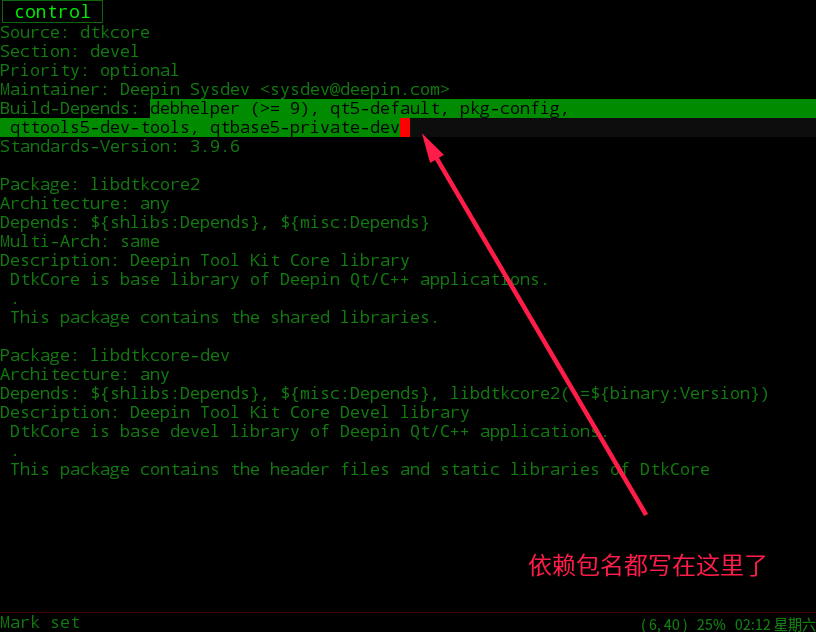 control
Source: dtkcore
Section: devel
Priority: optional
Maintainer: Deepin Sysdev <sysdev@deepin.com>
Build-Depends: debhelper (>= 9), qt5-default, pkg-config,
 qttools5-dev-tools, qtbase5-private-dev
Standards-Version: 3.9.6
Package: libdtkcore2
Architecture: any
Depends: ${shlibs:Depends}, ${misc:Depends}
Multi-Arch: same
Description: Deepin Tool Kit Core library
 DtkCore is base library of Deepin Qt/C++ applications.
 .
 This package contains the shared libraries.
Package: libdtkcore-dev
Architecture: any
Depends: ${shlibs:Depends}, ${misc:Depends}, libdtkcore2( =${binary:Version})
Description: Deepin Tool Kit Core Devel library
 DtkCore is base devel library of Deepin Qt/C++ applications.
 .
 This package contains the header files and static libraries of DtkCore
依赖包名都写在这里了
Mark set (6,40) 25% 02:12 星期六